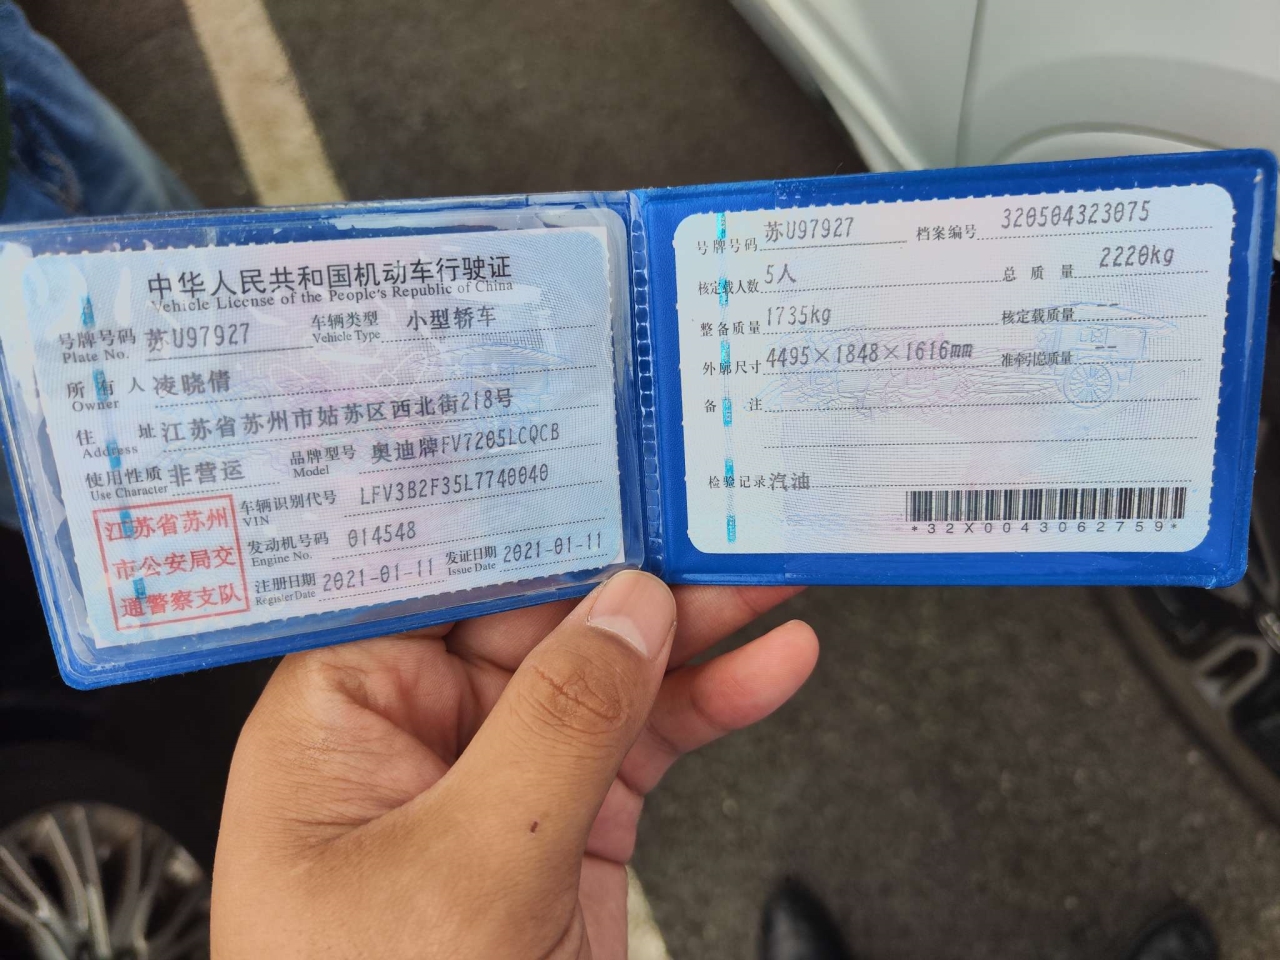 中华人民共和国机动车行驶证
Vehicle License of the People's Republic of China
号牌号码 苏U97927 车辆类型 小型轿车
Plate No. Vehicle Type
所有人 凌晓倩
Owner
住址 江苏省苏州市姑苏区西北街218号
Address
使用性质 非营运 品牌型号 奥迪牌FV7205LCQCB
Use Character Model
江苏省苏州
市公安局交
通警察支队
车辆识别代号 LFV3B2F35L7740040
VIN
发动机号码 014548
Engine No.
注册日期 2021-01-11 发证日期 2021-01-11
Register Date Issue Date
号牌号码 苏U97927 档案编号 320504323075
核定载人数 5人 总质量 2220kg
整备质量 1735kg 核定载质量 --
外廓尺寸 4495×1848×1616mm 准牵引总质量 --
备注
检验记录 汽油
*32X0043062759*